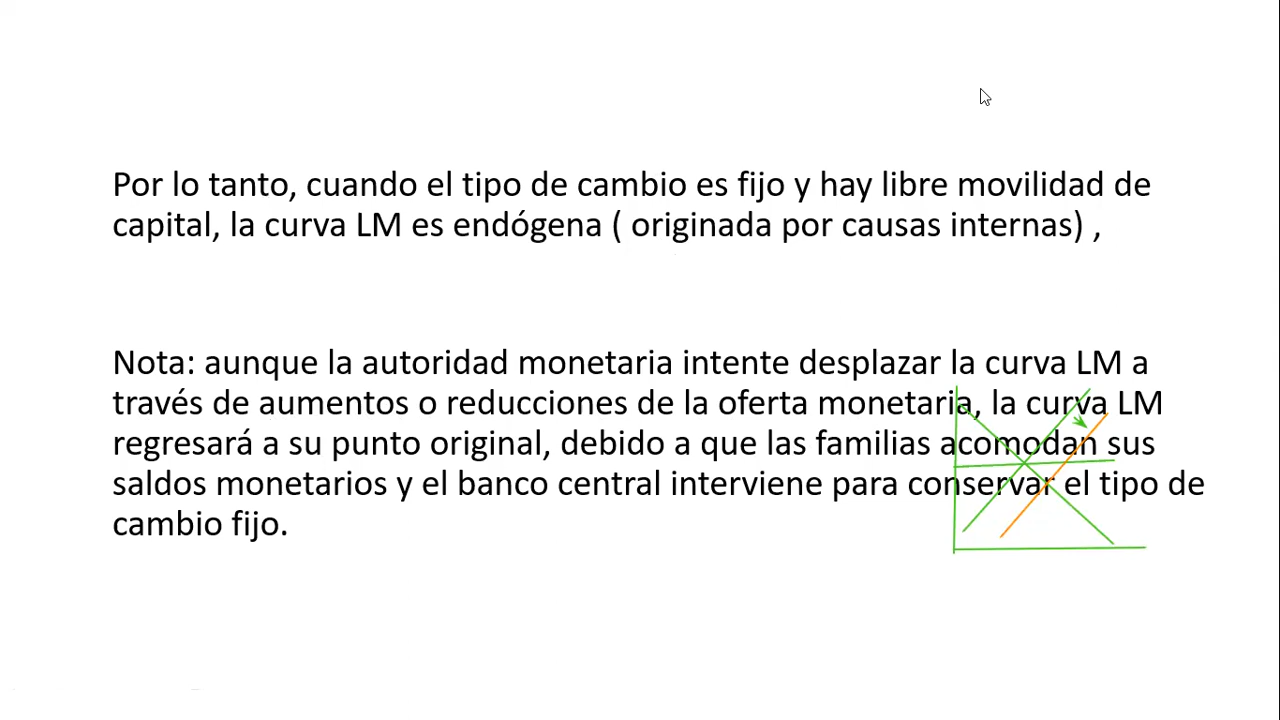 Por lo tanto, cuando el tipo de cambio es fijo y hay libre movilidad de
capital, la curva LM es endógena ( originada por causas internas) ,
Nota: aunque la autoridad monetaria intente desplazar la curva LM a
través de aumentos o reducciones de la oferta monetaria, la curva LM
regresará a su punto original, debido a que las familias acomodan sus
saldos monetarios y el banco central interviene para conservar el tipo de
cambio fijo.